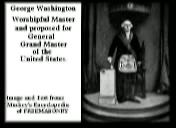 George Washington
Worshipful Master
and proposed for
General
Grand Master
of the
United States.
Image and Text from:
Mackey's Encyclopedia
of FREEMASONRY